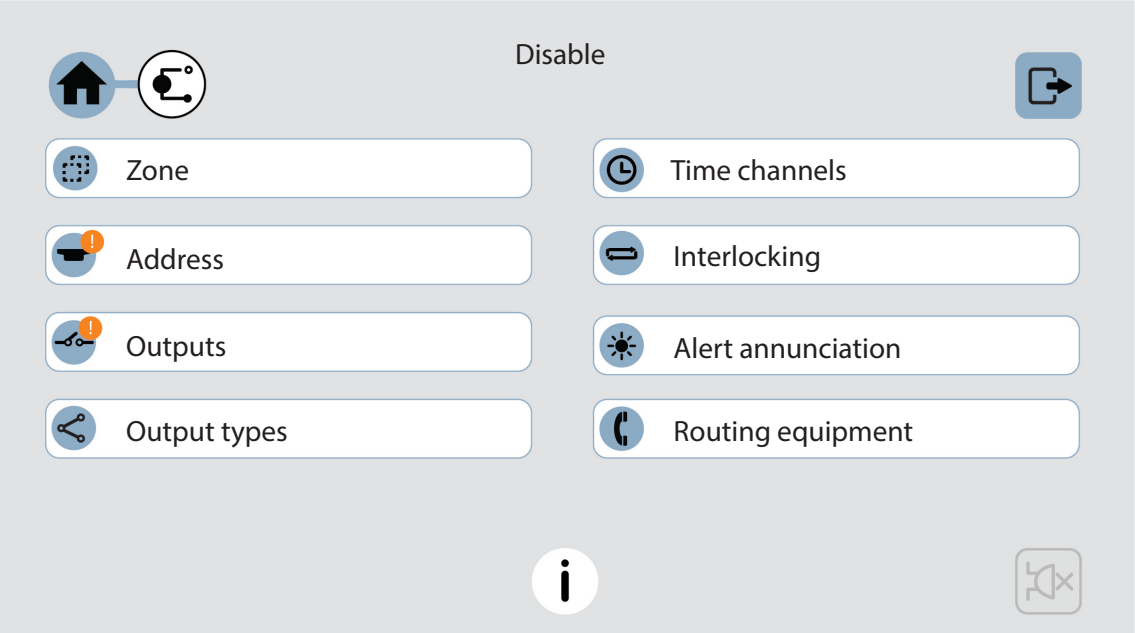 Disable
Zone
Address
Outputs
Output types
Time channels
Interlocking
Alert annunciation
Routing equipment